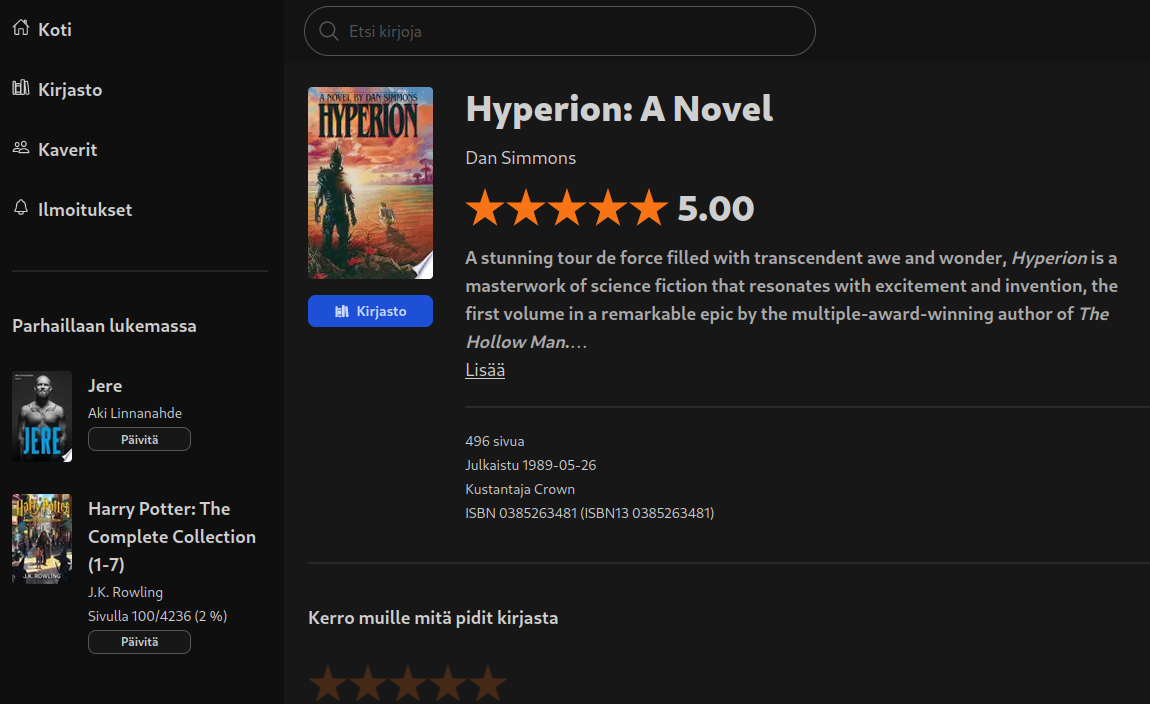 Koti
Kirjasto
Kaverit
Ilmoitukset
Parhaillaan lukemassa
JERE
Jere
Aki Linnanahde
Päivitä
Harry Potter
J.K. ROWLING
Harry Potter: The
Complete Collection
(1-7)
J.K. Rowling
Sivulla 100/4236 (2 %)
Päivitä
Etsi kirjoja
A NOVEL BY DAN SIMMONS
HYPERION
Kirjasto
Hyperion: A Novel
Dan Simmons
5.00
A stunning tour de force filled with transcendent awe and wonder, Hyperion is a
masterwork of science fiction that resonates with excitement and invention, the
first volume in a remarkable epic by the multiple-award-winning author of The
Hollow Man....
Lisää
496 sivua
Julkaistu 1989-05-26
Kustantaja Crown
ISBN 0385263481 (ISBN13 0385263481)
Kerro muille mitä pidit kirjasta